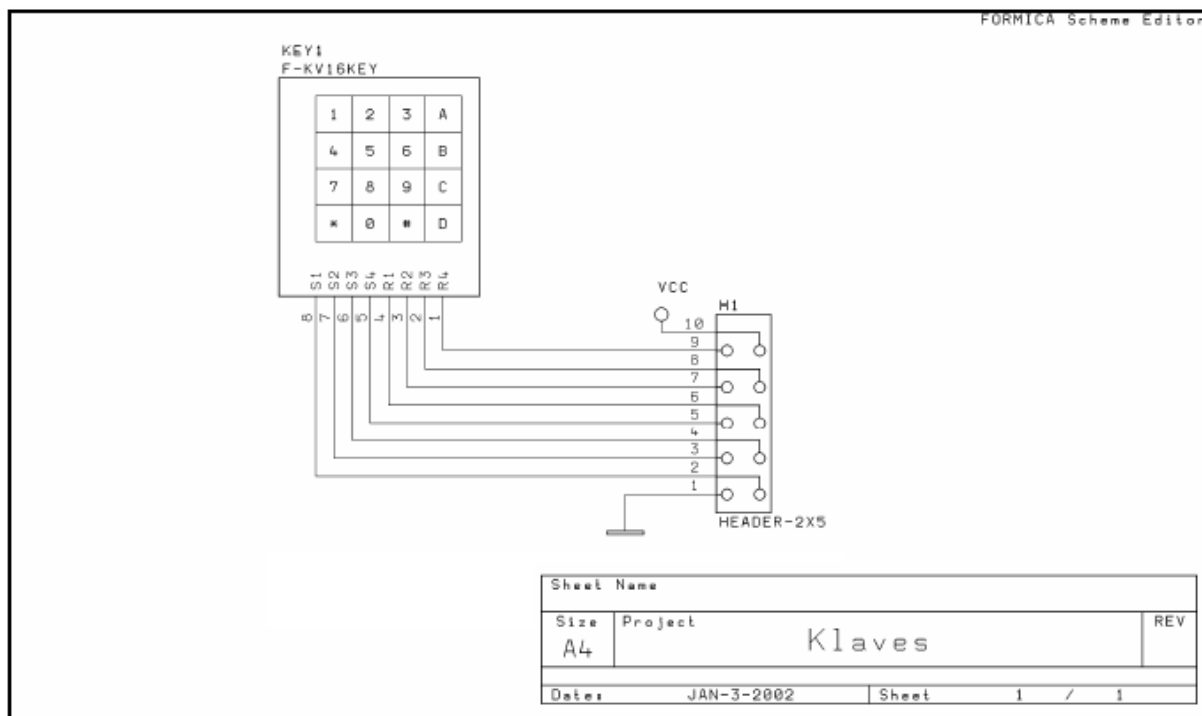 FORMICA Scheme Editor
KEY1
F-KV16KEY
1 2 3 A
4 5 6 B
7 8 9 C
* 0 # D
S1 S2 S3 S4 R1 R2 R3 R4
8 7 6 5 4 3 2 1
VCC
H1
10
9
8
7
6
5
4
3
2
1
HEADER-2X5
Sheet Name
Size Project REV
A4 Klaves
Date: JAN-3-2002 Sheet 1 / 1